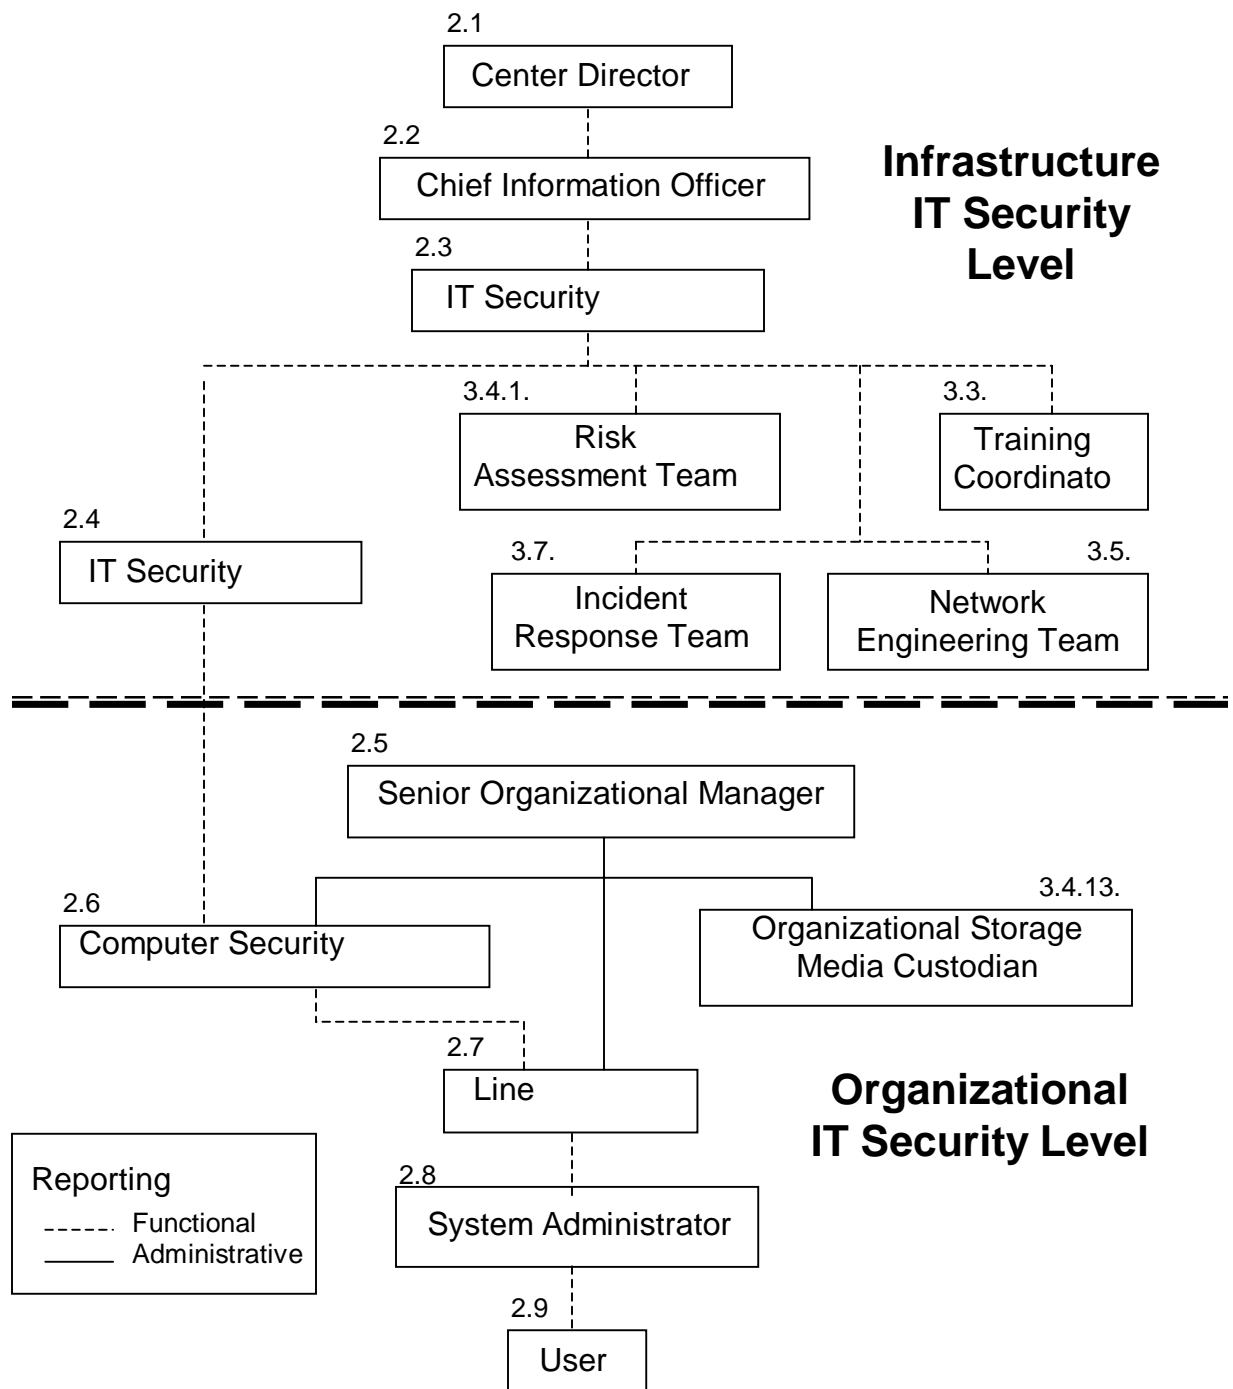 2.1
Center Director
2.2
Chief Information Officer
Infrastructure
IT Security
Level
2.3
IT Security
3.4.1.
Risk
Assessment Team
3.3.
Training
Coordinato
2.4
IT Security
3.7.
Incident
Response Team
3.5.
Network
Engineering Team
2.5
Senior Organizational Manager
2.6
Computer Security
3.4.13.
Organizational Storage
Media Custodian
2.7
Line
Organizational
IT Security Level
Reporting
Functional
Administrative
2.8
System Administrator
2.9
User